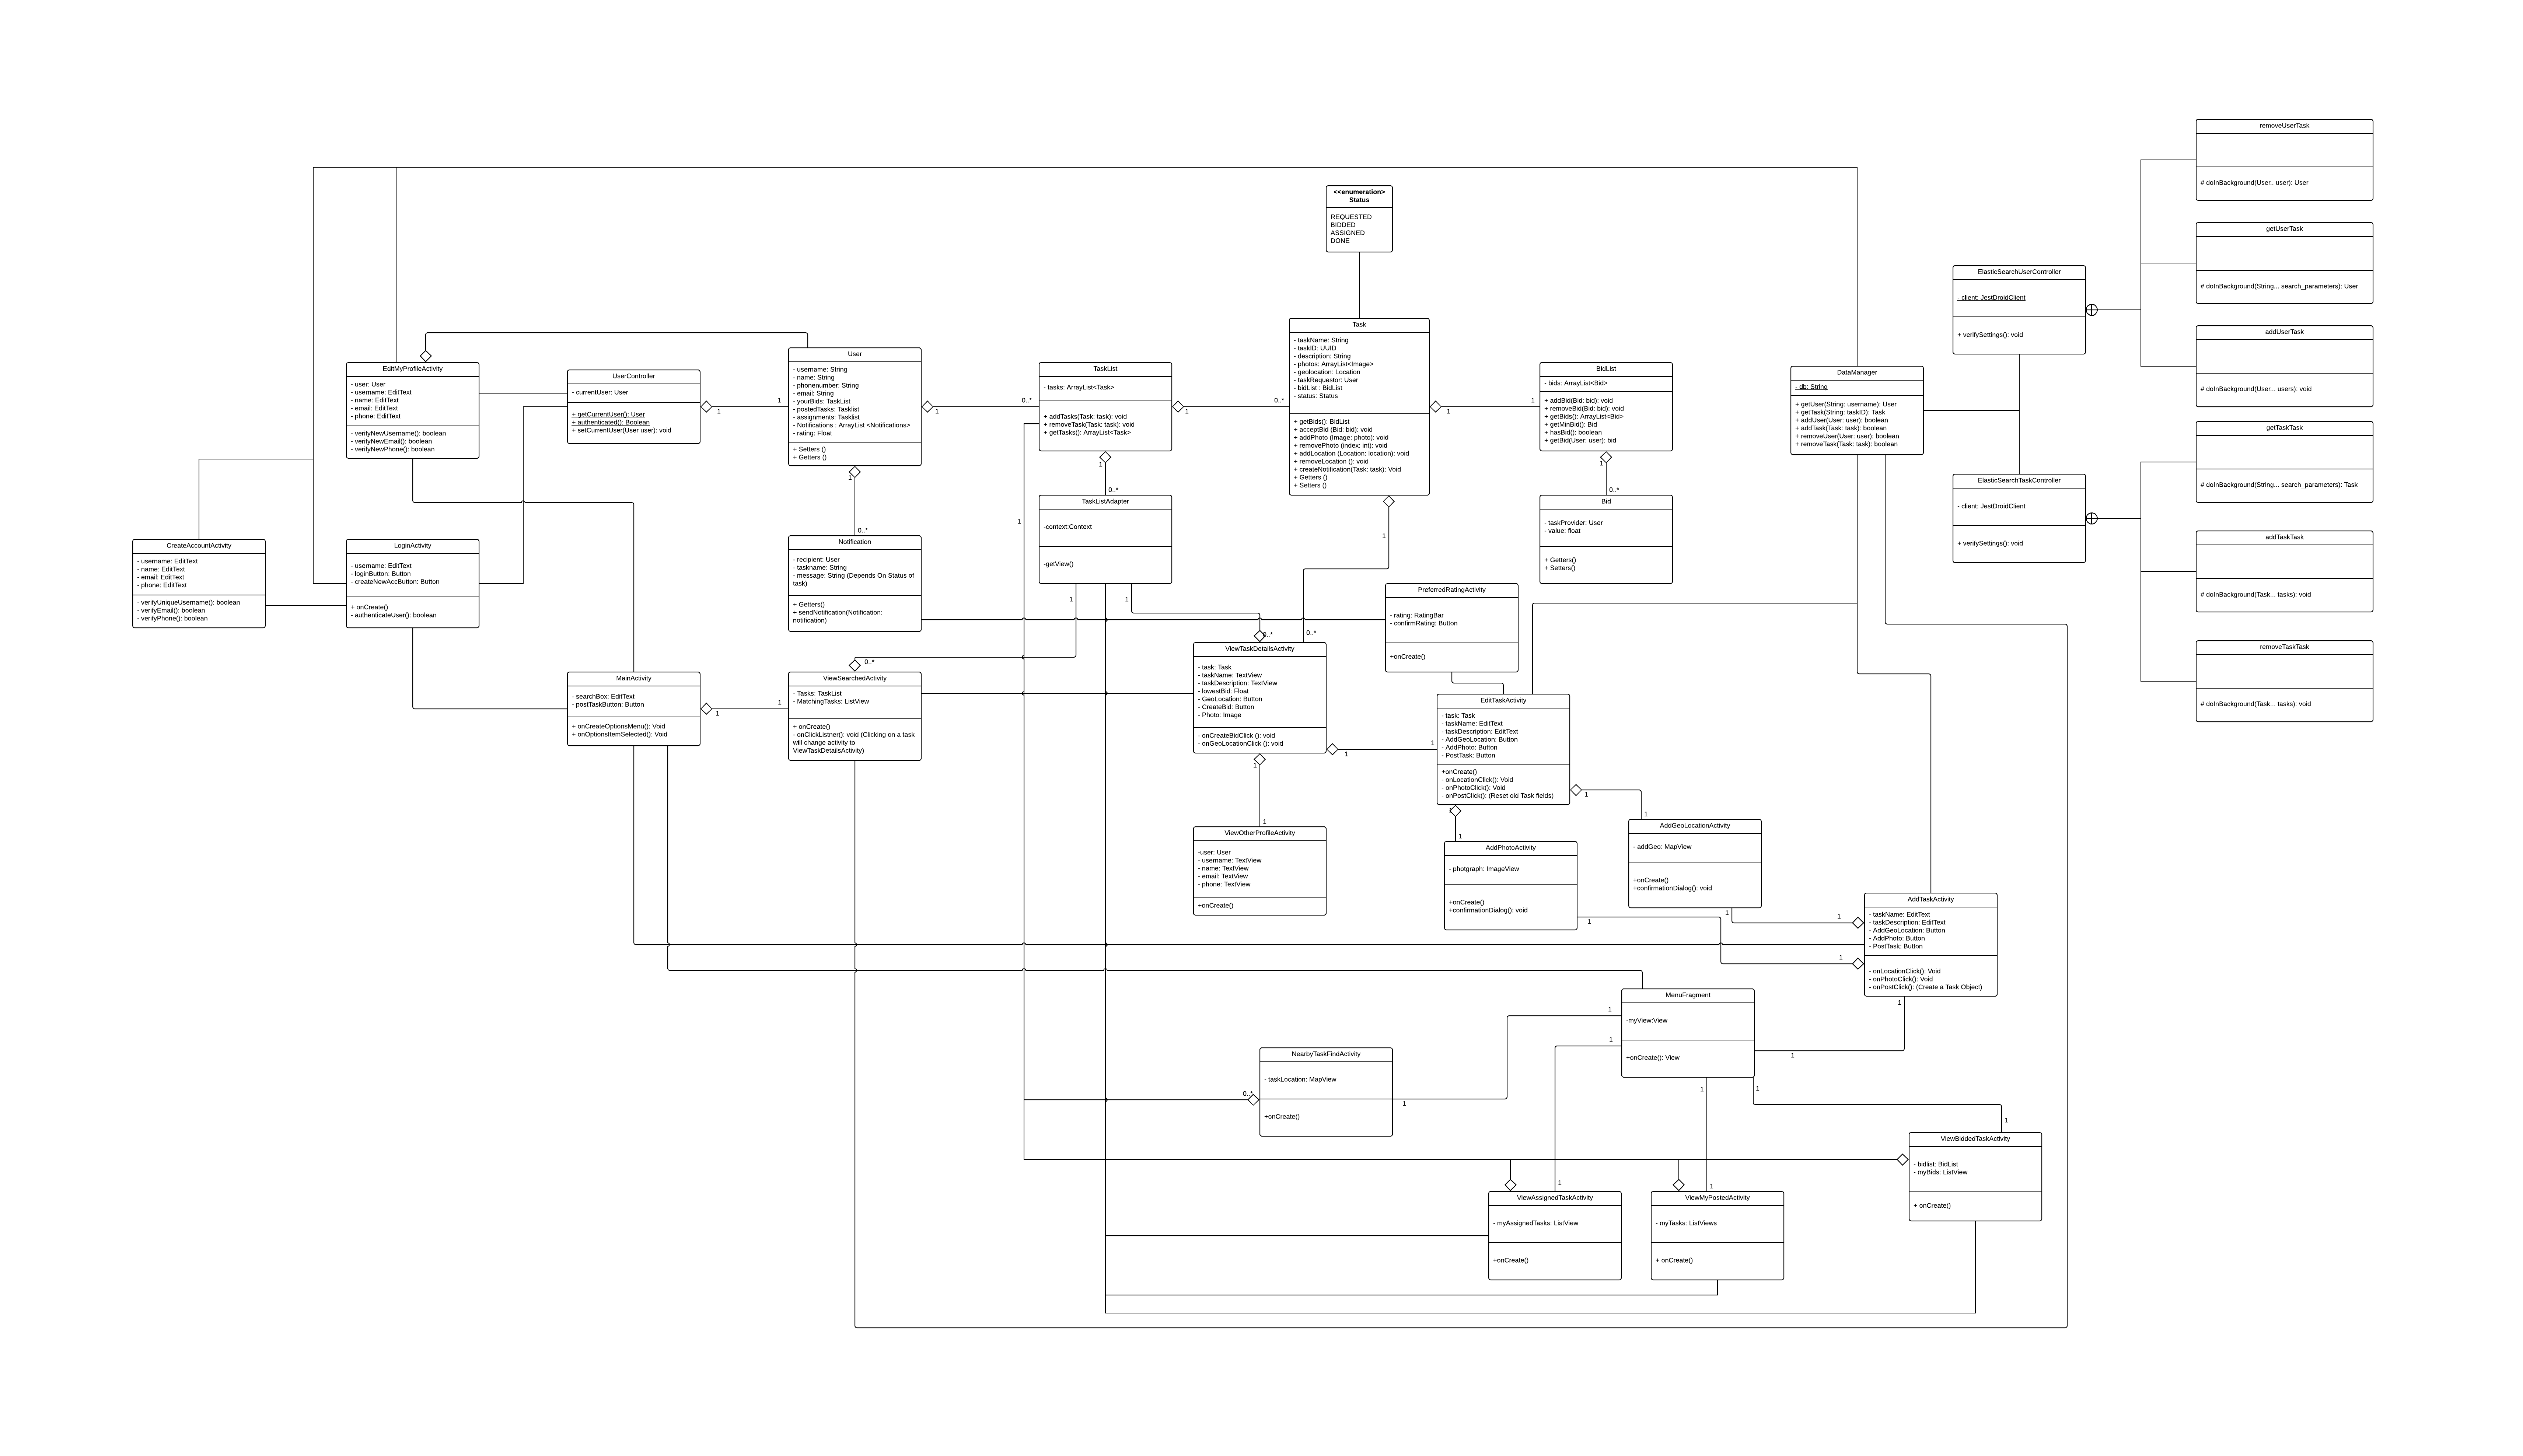 removeUserTask
# doInBackground(User.. user): User
<<enumeration>
Status
REQUESTED
BIDDED
ASSIGNED
DONE
getUserTask
# doInBackground(String... search_parameters): User
ElasticSearchUserController
- client: JestDroidClient
+ verifySettings(): void
addUserTask
# doInBackground(User... users): void
EditMyProfileActivity
- user: User
- username: EditText
- name: EditText
- email: EditText
- phone: EditText
- verifyNewUsername(): boolean
- verifyNewEmail(): boolean
- verifyNewPhone(): boolean
UserController
- currentUser: User
+ getCurrentUser(): User
+ authenticated(): Boolean
+ setCurrentUser(User user): void
1
1
User
- username: String
- name: String
- phonenumber: String
- email: String
- yourBids: TaskList
- postedTasks: Tasklist
- assignments: Tasklist
- Notifications : ArrayList <Notifications>
- rating: Float
+ Setters ()
+ Getters ()
1
0..*
TaskList
- tasks: ArrayList<Task>
+ addTasks(Task: task): void
+ removeTask(Task: task): void
+ getTasks(): ArrayList<Task>
1
0..*
Task
- taskName: String
- taskID: UUID
- description: String
- photos: ArrayList<Image>
- geolocation: Location
- taskRequestor: User
- bidList : BidList
- status: Status
+ getBids(): BidList
+ acceptBid (Bid: bid): void
+ addPhoto (Image: photo): void
+ removePhoto (index: int): void
+ addLocation (Location: location): void
+ removeLocation (): void
+ createNotification(Task: task): Void
+ Getters ()
+ Setters ()
1
1
BidList
- bids: ArrayList<Bid>
+ addBid(Bid: bid): void
+ removeBid(Bid: bid): void
+ getBids(): ArrayList<Bid>
+ getMinBid(): Bid
+ hasBid(): boolean
+ getBid(User: user): bid
DataManager
- db: String
+ getUser(String: username): User
+ getTask(String: taskID): Task
+ addUser(User: user): boolean
+ addTask(Task: task): boolean
+ removeUser(User: user): boolean
+ removeTask(Task: task): boolean
getTaskTask
# doInBackground(String... search_parameters): Task
1
0..*
1
0..*
1
0..*
ElasticSearchTaskController
- client: JestDroidClient
+ verifySettings(): void
addTaskTask
# doInBackground(Task... tasks): void
CreateAccountActivity
- username: EditText
- name: EditText
- email: EditText
- phone: EditText
- verifyUniqueUsername(): boolean
- verifyEmail(): boolean
- verifyPhone(): boolean
LoginActivity
- username: EditText
- loginButton: Button
- createNewAccButton: Button
+ onCreate()
- authenticateUser(): boolean
Notification
- recipient: User
- taskname: String
- message: String (Depends On Status of
task)
+ Getters()
+ sendNotification(Notification:
notification)
1
TaskListAdapter
-context:Context
-getView()
1
1
1
0..*
0..*
Bid
- taskProvider: User
- value: float
+ Getters()
+ Setters()
PreferredRatingActivity
- rating: RatingBar
- confirmRating: Button
+onCreate()
removeTaskTask
# doInBackground(Task... tasks): void
MainActivity
- searchBox: EditText
- postTaskButton: Button
+ onCreateOptionsMenu(): Void
+ onOptionsItemSelected(): Void
1
1
0..*
ViewSearchedActivity
- Tasks: TaskList
- MatchingTasks: ListView
+ onCreate()
- onClickListner(): void (Clicking on a task
will change activity to
ViewTaskDetailsActivity)
ViewTaskDetailsActivity
- task: Task
- taskName: TextView
- taskDescription: TextView
- lowestBid: Float
- GeoLocation: Button
- CreateBid: Button
- Photo: Image
- onCreateBidClick (): void
- onGeoLocationClick (): void
1
1
1
1
EditTaskActivity
- task: Task
- taskName: EditText
- taskDescription: EditText
- AddGeoLocation: Button
- AddPhoto: Button
- PostTask: Button
+onCreate()
- onLocationClick(): Void
- onPhotoClick(): Void
- onPostClick(): (Reset old Task fields)
1
1
1
1
ViewOtherProfileActivity
-user: User
- username: TextView
- name: TextView
- email: TextView
- phone: TextView
+onCreate()
AddPhotoActivity
- photgraph: ImageView
+onCreate()
+confirmationDialog(): void
1
AddGeoLocationActivity
- addGeo: MapView
+onCreate()
+confirmationDialog(): void
1
1
1
AddTaskActivity
- taskName: EditText
- taskDescription: EditText
- AddGeoLocation: Button
- AddPhoto: Button
- PostTask: Button
- onLocationClick(): Void
- onPhotoClick(): Void
- onPostClick(): (Create a Task Object)
1
MenuFragment
-myView:View
+onCreate(): View
1
1
1
1
1
NearbyTaskFindActivity
- taskLocation: MapView
+onCreate()
0..*
1
1
1
1
ViewBiddedTaskActivity
- bidlist: BidList
- myBids: ListView
+ onCreate()
ViewAssignedTaskActivity
- myAssignedTasks: ListView
+onCreate()
ViewMyPostedActivity
- myTasks: ListViews
+ onCreate()